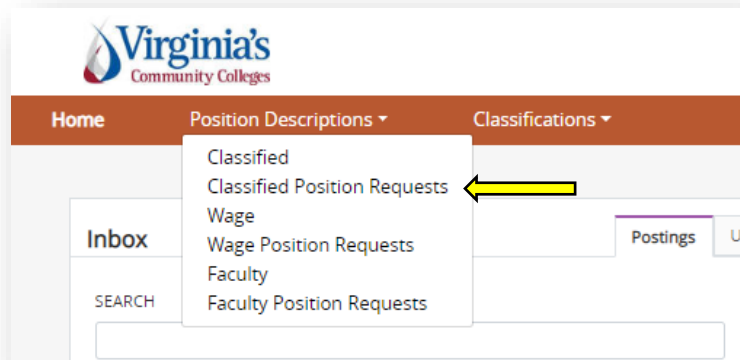 Virginia's
Community Colleges
Home Position Descriptions Classifications
Classified
Classified Position Requests
Wage
Wage Position Requests
Faculty
Faculty Position Requests
Inbox
Postings U
SEARCH